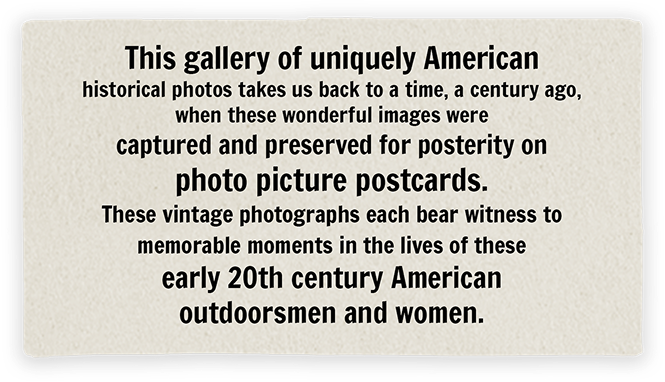 This gallery of uniquely American
historical photos takes us back to a time, a century ago,
when these wonderful images were
captured and preserved for posterity on
photo picture postcards.
These vintage photographs each bear witness to
memorable moments in the lives of these
early 20th century American
outdoorsmen and women.